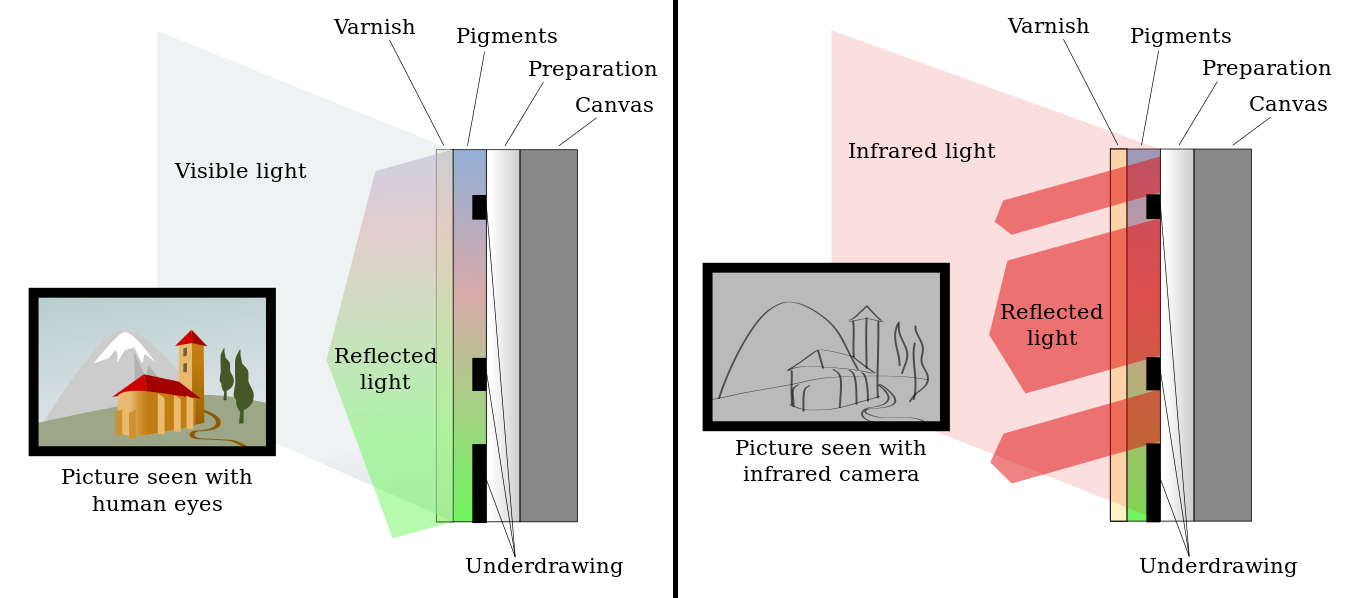 Varnish
Pigments
Preparation
Canvas
Visible light
Reflected
light
Picture seen with
human eyes
Underdrawing
Varnish
Pigments
Preparation
Canvas
Infrared light
Reflected
light
Picture seen with
infrared camera
Underdrawing